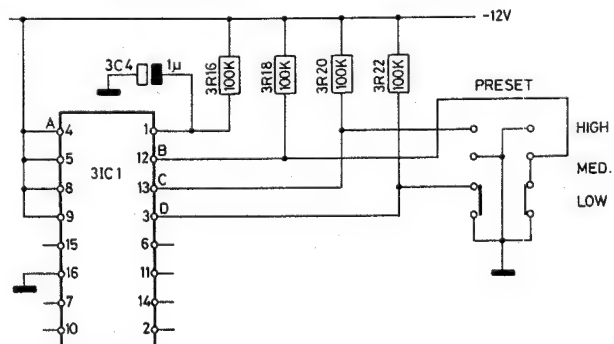 -12V
3C4 1µ
3R16 100K
3R18 100K
3R20 100K
3R22 100K
PRESET
HIGH
MED.
LOW
3IC1
A 4 1
B
5 12
C
8 13
D
9 3
15 6
16 11
7 14
10 2